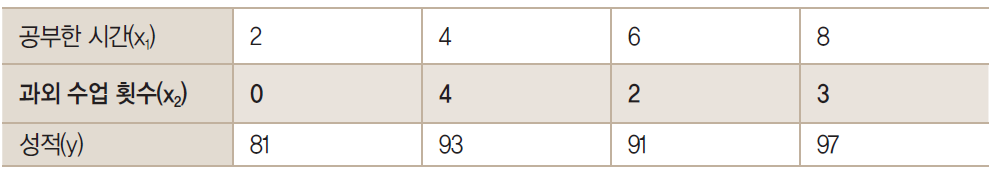 공부한 시간(x₁) 2 4 6 8
과외 수업 횟수(x₂) 0 4 2 3
성적(y) 81 93 91 97